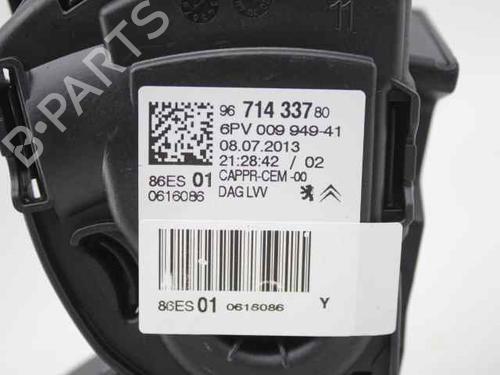 B-PARTS
11
96 714 337 80
6PV 009 949-41
08.07.2013
21:28:42 / 02
86ES 01 CAPPR-CEM -00
0616086 DAG LVV
86ES 01 0616086 Y